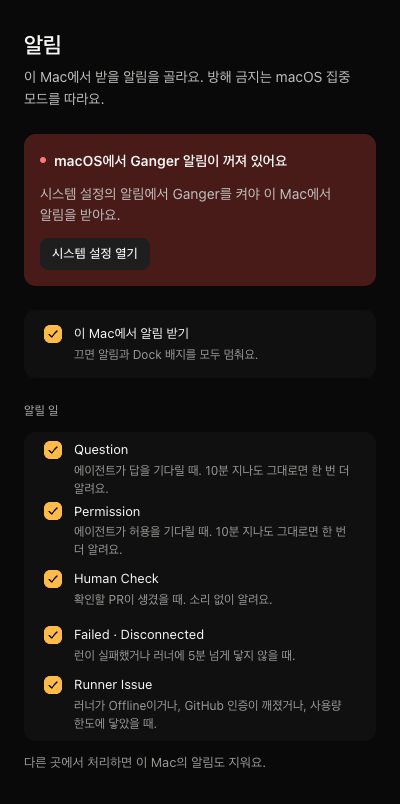 알림
이 Mac에서 받을 알림을 골라요. 방해 금지는 macOS 집중
모드를 따라요.
macOS에서 Ganger 알림이 꺼져 있어요
시스템 설정의 알림에서 Ganger를 켜야 이 Mac에서
알림을 받아요.
시스템 설정 열기
이 Mac에서 알림 받기
끄면 알림과 Dock 배지를 모두 멈춰요.
알릴 일
Question
에이전트가 답을 기다릴 때. 10분 지나도 그대로면 한 번 더
알려요.
Permission
에이전트가 허용을 기다릴 때. 10분 지나도 그대로면 한 번
더 알려요.
Human Check
확인할 PR이 생겼을 때. 소리 없이 알려요.
Failed · Disconnected
런이 실패했거나 러너에 5분 넘게 닿지 않을 때.
Runner Issue
러너가 Offline이거나, GitHub 인증이 깨졌거나, 사용량
한도에 닿았을 때.
다른 곳에서 처리하면 이 Mac의 알림도 지워요.